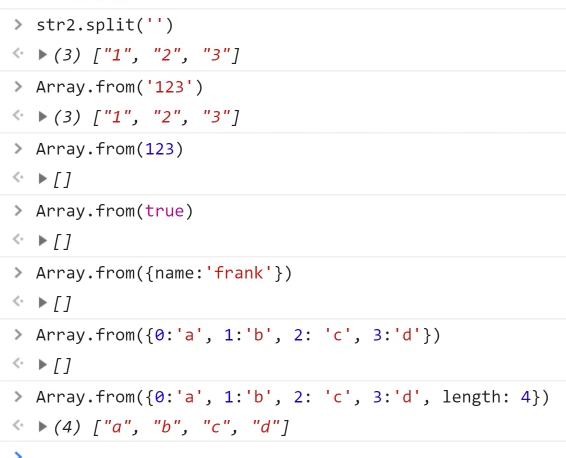 > str2.split('')
<· ▶(3) ["1", "2", "3"]
> Array.from('123')
<· ▶(3) ["1", "2", "3"]
> Array.from(123)
<· ▶[]
> Array.from(true)
<· ▶[]
> Array.from({name:'frank'})
<· ▶[]
> Array.from({0:'a', 1:'b', 2: 'c', 3:'d'})
<· ▶[]
> Array.from({0:'a', 1:'b', 2: 'c', 3:'d', length: 4})
<· ▶(4) ["a", "b", "c", "d"]
>